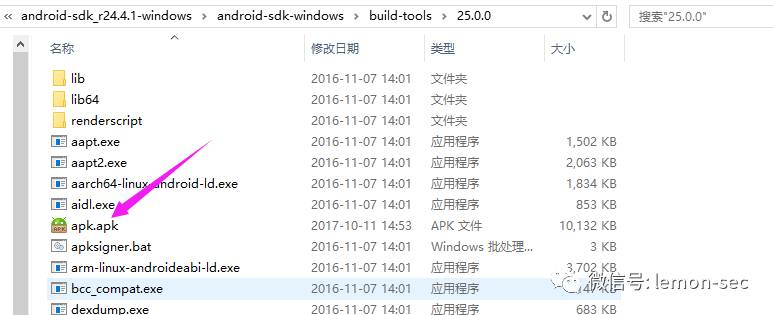 « android-sdk_r24.4.1-windows › android-sdk-windows › build-tools › 25.0.0 搜索"25.0.0"
名称 修改日期 类型 大小
lib 2016-11-07 14:01 文件夹
lib64 2016-11-07 14:01 文件夹
renderscript 2016-11-07 14:01 文件夹
aapt.exe 2016-11-07 14:01 应用程序 1,502 KB
aapt2.exe 2016-11-07 14:01 应用程序 2,063 KB
aarch64-linux-android-ld.exe 2016-11-07 14:01 应用程序 1,834 KB
aidl.exe 2016-11-07 14:01 应用程序 853 KB
apk.apk 2017-10-11 14:53 APK 文件 10,132 KB
apksigner.bat 2016-11-07 14:01 Windows 批处理... 3 KB
arm-linux-androideabi-ld.exe 2016-11-07 14:01 应用程序 3,702 KB
bcc_compat.exe 2016-11-07 14:01 应用程序 KB
微信号: lemon-sec
dexdump.exe 2016-11-07 14:01 应用程序 683 KB